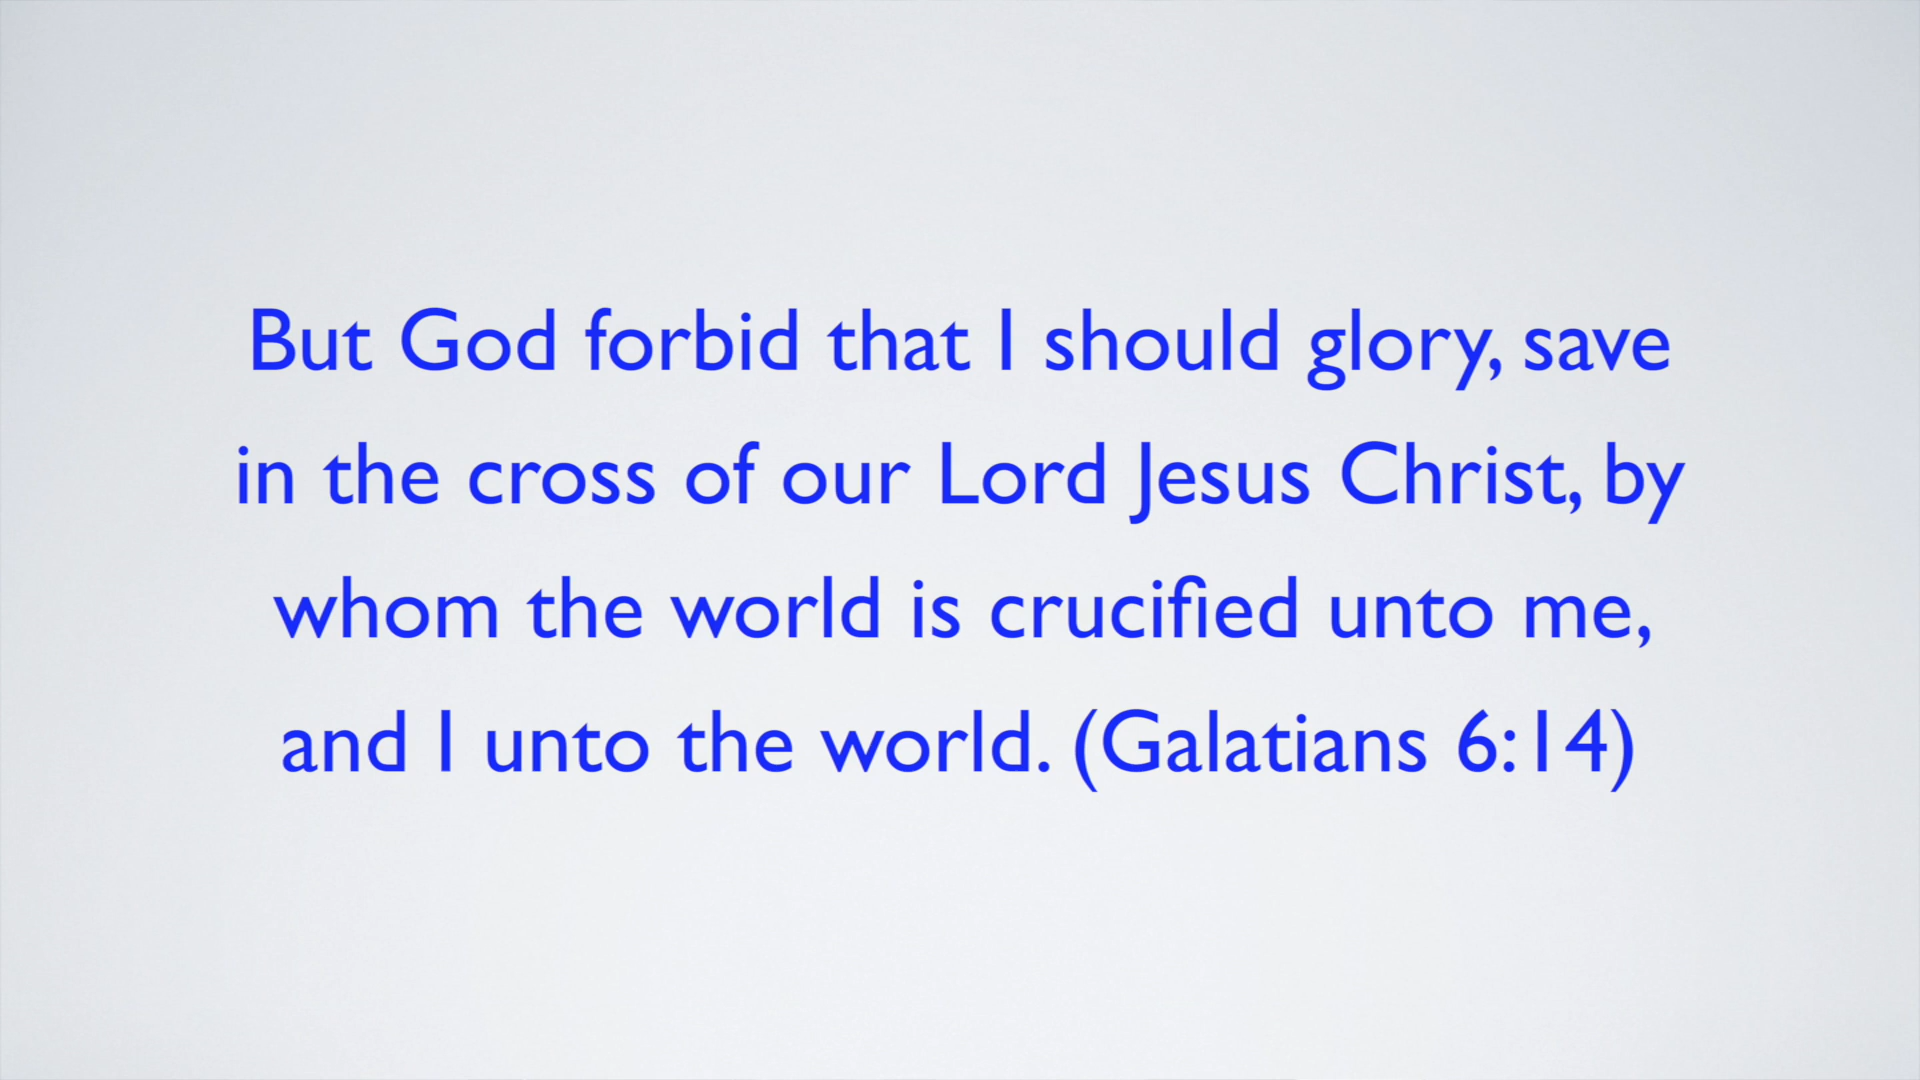 But God forbid that I should glory, save
in the cross of our Lord Jesus Christ, by
whom the world is crucified unto me,
and I unto the world. (Galatians 6:14)